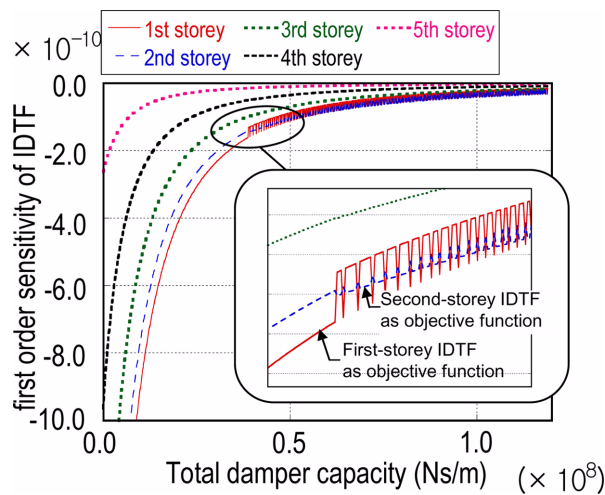 1st storey 3rd storey 5th storey
2nd storey 4th storey
× 10⁻¹⁰
0.0
-2.0
-4.0
-6.0
-8.0
-10.0
first order sensitivity of IDTF
Second-storey IDTF
as objective function
First-storey IDTF
as objective function
0.0 0.5 1.0
Total damper capacity (Ns/m) (× 10⁸)